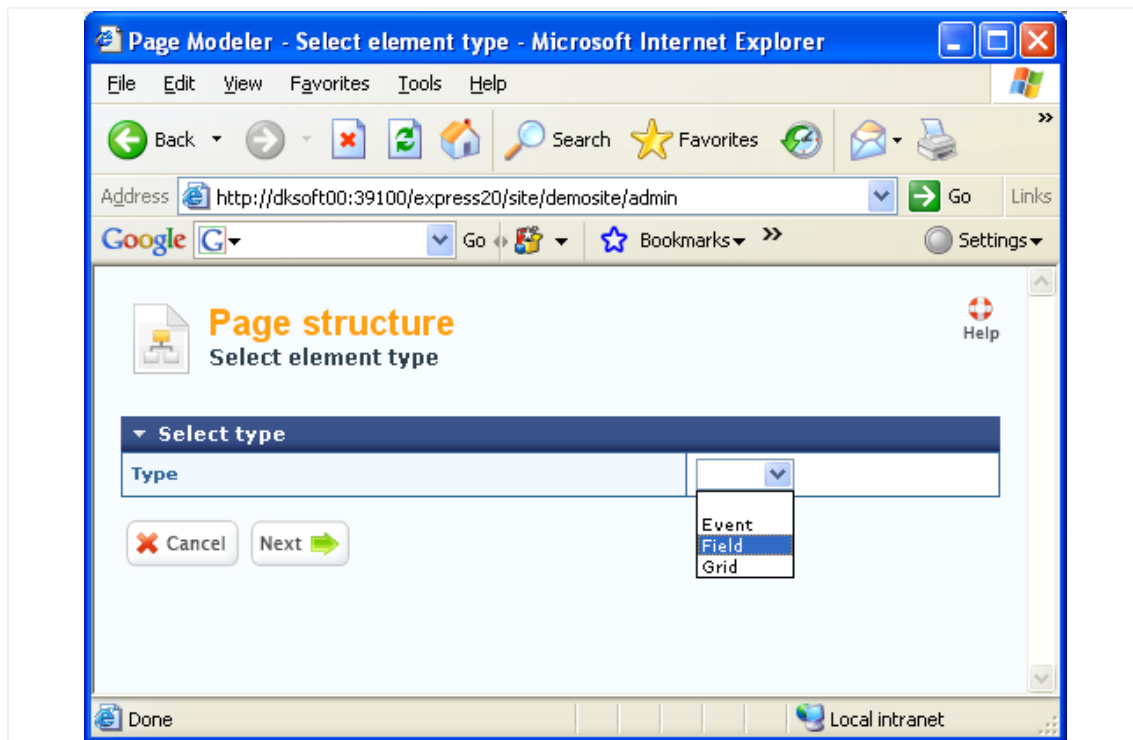 Page Modeler - Select element type - Microsoft Internet Explorer
File Edit View Favorites Tools Help
Back Search Favorites »
Address http://dksoft00:39100/express20/site/demosite/admin Go Links
Google G Go Bookmarks » Settings
Page structure
Help
Select element type
Select type
Type
Event
Field
Grid
Cancel Next
Done Local intranet